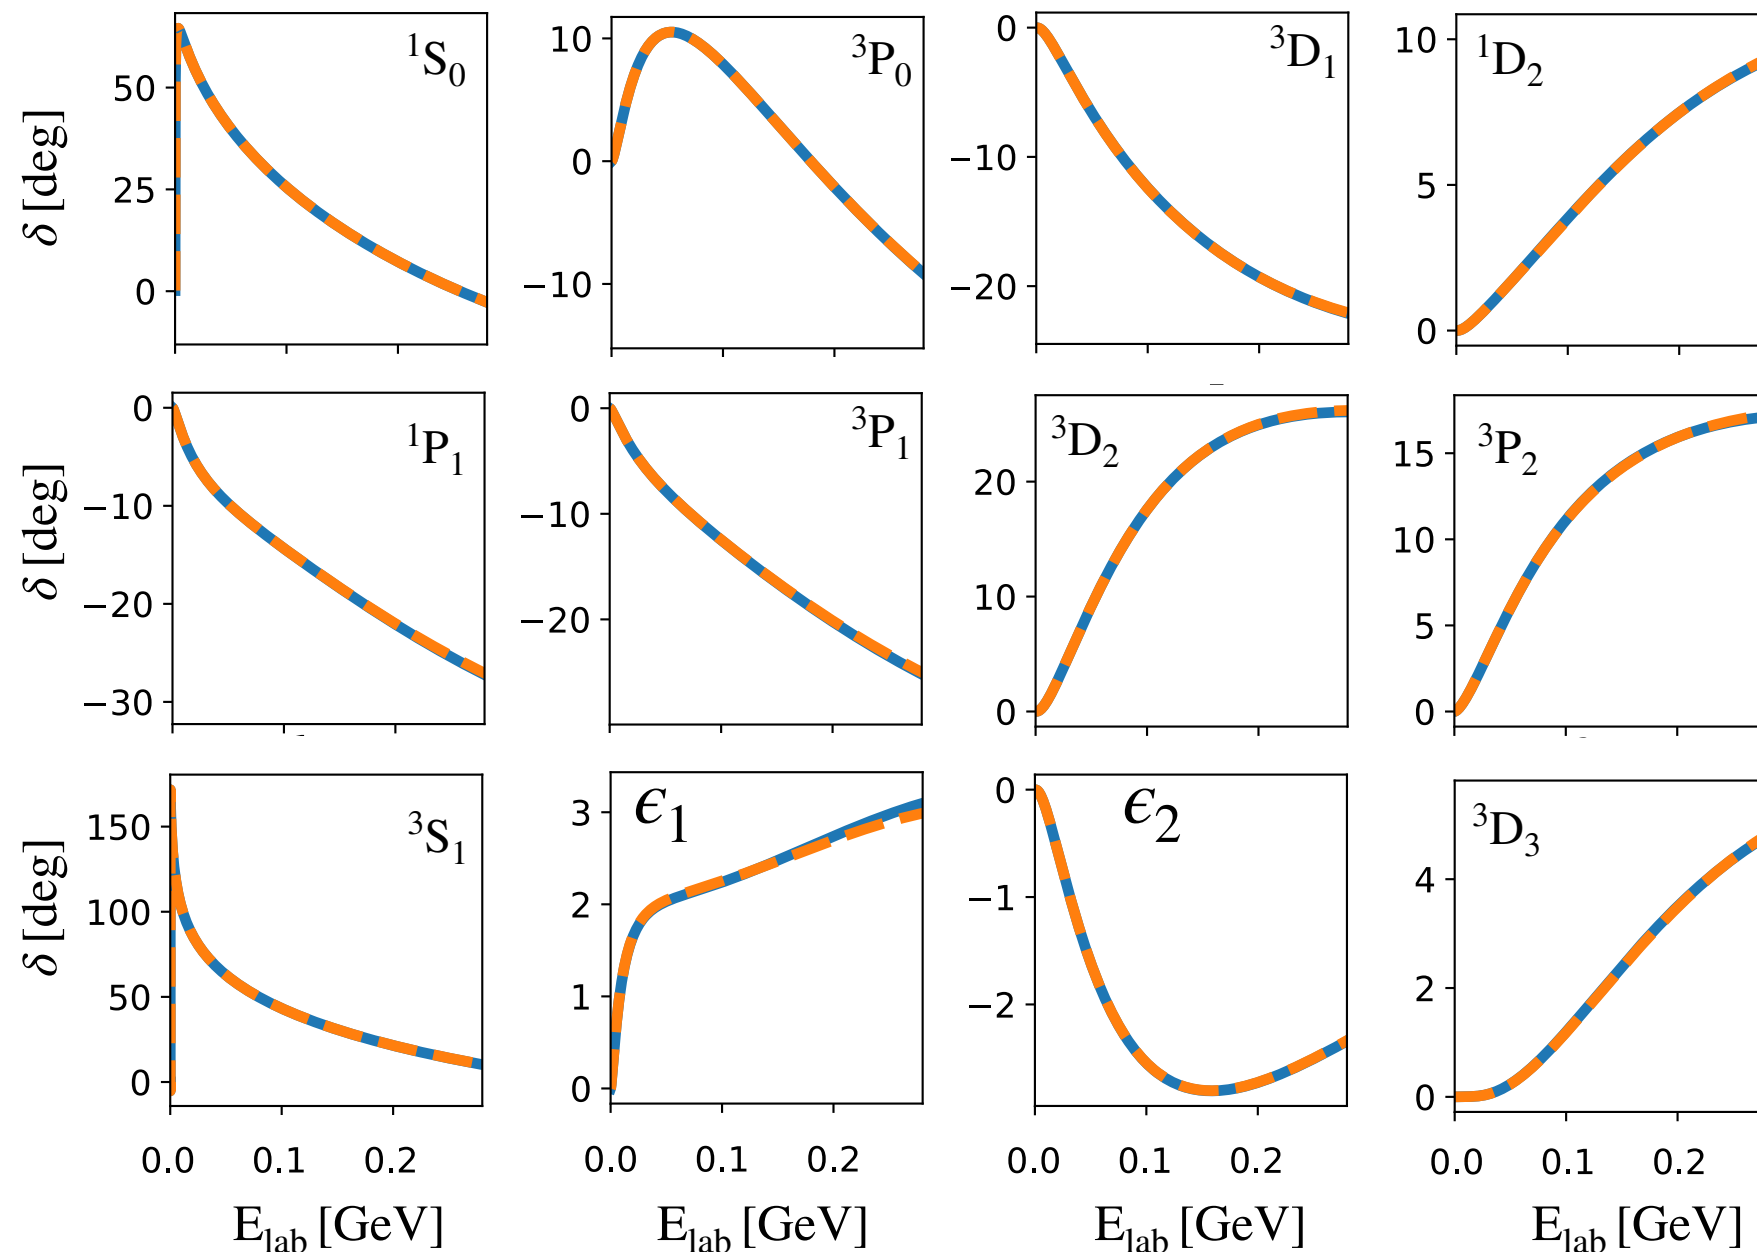 δ [deg]
50
25
0
¹S₀
10
0
−10
³P₀
0
−10
−20
³D₁
10
5
0
¹D₂
δ [deg]
0
−10
−20
−30
¹P₁
0
−10
−20
³P₁
20
10
0
³D₂
15
10
5
0
³P₂
δ [deg]
150
100
50
0
³S₁
3
2
1
0
ϵ₁
0
−1
−2
ϵ₂
4
2
0
³D₃
0.0 0.1 0.2
0.0 0.1 0.2
0.0 0.1 0.2
0.0 0.1 0.2
E_lab [GeV]
E_lab [GeV]
E_lab [GeV]
E_lab [GeV]